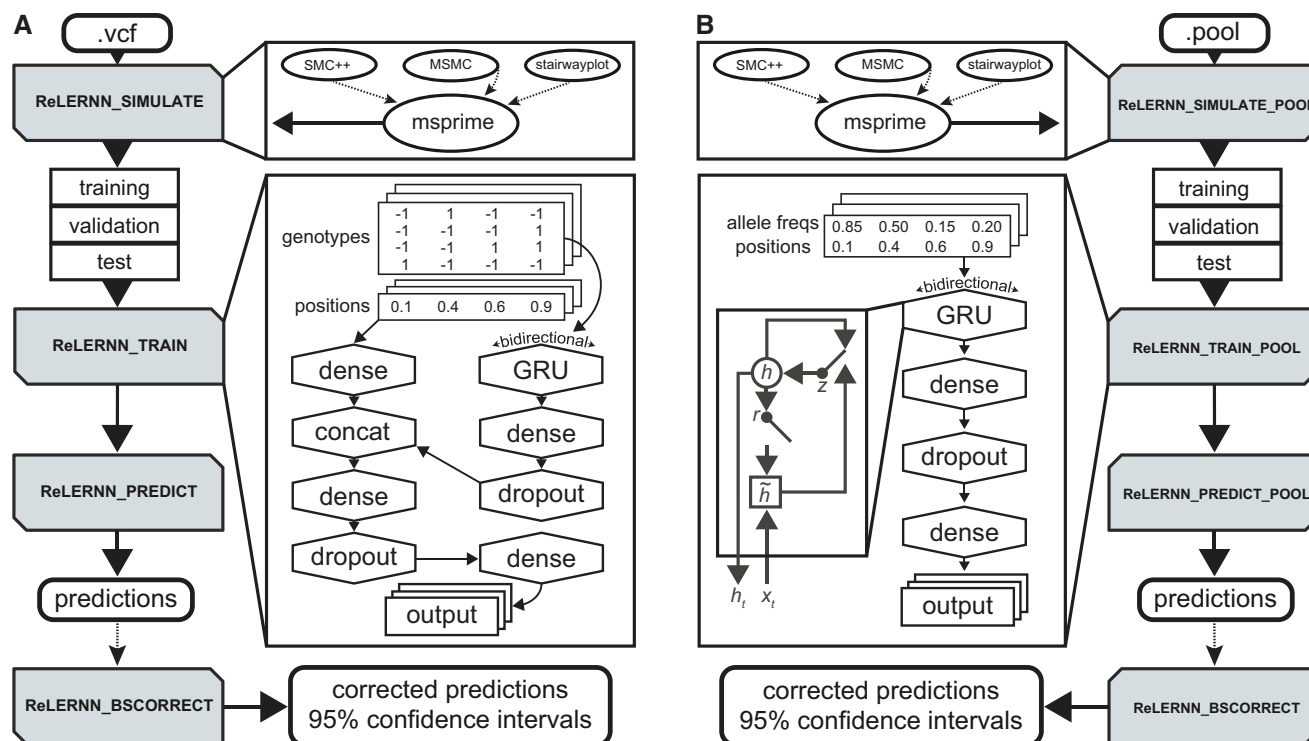 A
.vcf
ReLERNN_SIMULATE
training
validation
test
ReLERNN_TRAIN
ReLERNN_PREDICT
predictions
ReLERNN_BSCORRECT
SMC++ MSMC stairwayplot
msprime
genotypes
-1 1 -1 -1
-1 -1 1 1
-1 -1 1 1
1 -1 -1 -1
positions 0.1 0.4 0.6 0.9
bidirectional
dense GRU
concat dense
dense dropout
dropout dense
output
corrected predictions
95% confidence intervals
B
.pool
ReLERNN_SIMULATE_POOL
training
validation
test
ReLERNN_TRAIN_POOL
ReLERNN_PREDICT_POOL
predictions
ReLERNN_BSCORRECT
SMC++ MSMC stairwayplot
msprime
allele freqs 0.85 0.50 0.15 0.20
positions 0.1 0.4 0.6 0.9
bidirectional
GRU
dense
dropout
dense
output
h
z
r
h̃
hₜ xₜ
corrected predictions
95% confidence intervals